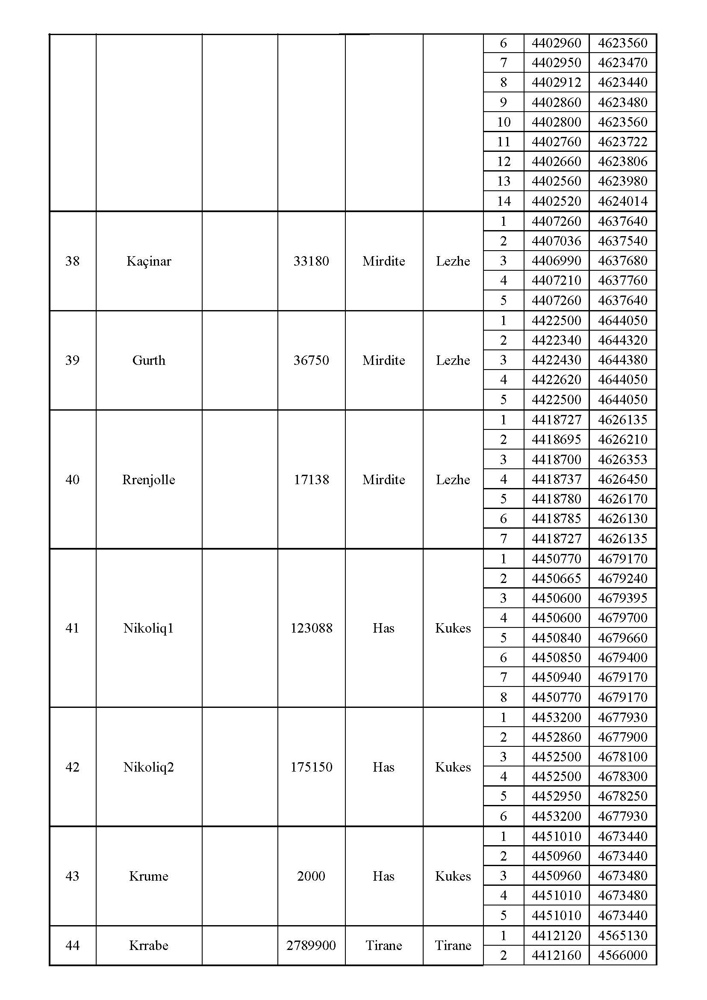 6 4402960 4623560
7 4402950 4623470
8 4402912 4623440
9 4402860 4623480
10 4402800 4623560
11 4402760 4623722
12 4402660 4623806
13 4402560 4623980
14 4402520 4624014
38 Kaçinar 33180 Mirdite Lezhe
1 4407260 4637640
2 4407036 4637540
3 4406990 4637680
4 4407210 4637760
5 4407260 4637640
39 Gurth 36750 Mirdite Lezhe
1 4422500 4644050
2 4422340 4644320
3 4422430 4644380
4 4422620 4644050
5 4422500 4644050
40 Rrenjolle 17138 Mirdite Lezhe
1 4418727 4626135
2 4418695 4626210
3 4418700 4626353
4 4418737 4626450
5 4418780 4626170
6 4418785 4626130
7 4418727 4626135
41 Nikoliq1 123088 Has Kukes
1 4450770 4679170
2 4450665 4679240
3 4450600 4679395
4 4450600 4679700
5 4450840 4679660
6 4450850 4679400
7 4450940 4679170
8 4450770 4679170
42 Nikoliq2 175150 Has Kukes
1 4453200 4677930
2 4452860 4677900
3 4452500 4678100
4 4452500 4678300
5 4452950 4678250
6 4453200 4677930
43 Krume 2000 Has Kukes
1 4451010 4673440
2 4450960 4673440
3 4450960 4673480
4 4451010 4673480
5 4451010 4673440
44 Krrabe 2789900 Tirane Tirane
1 4412120 4565130
2 4412160 4566000